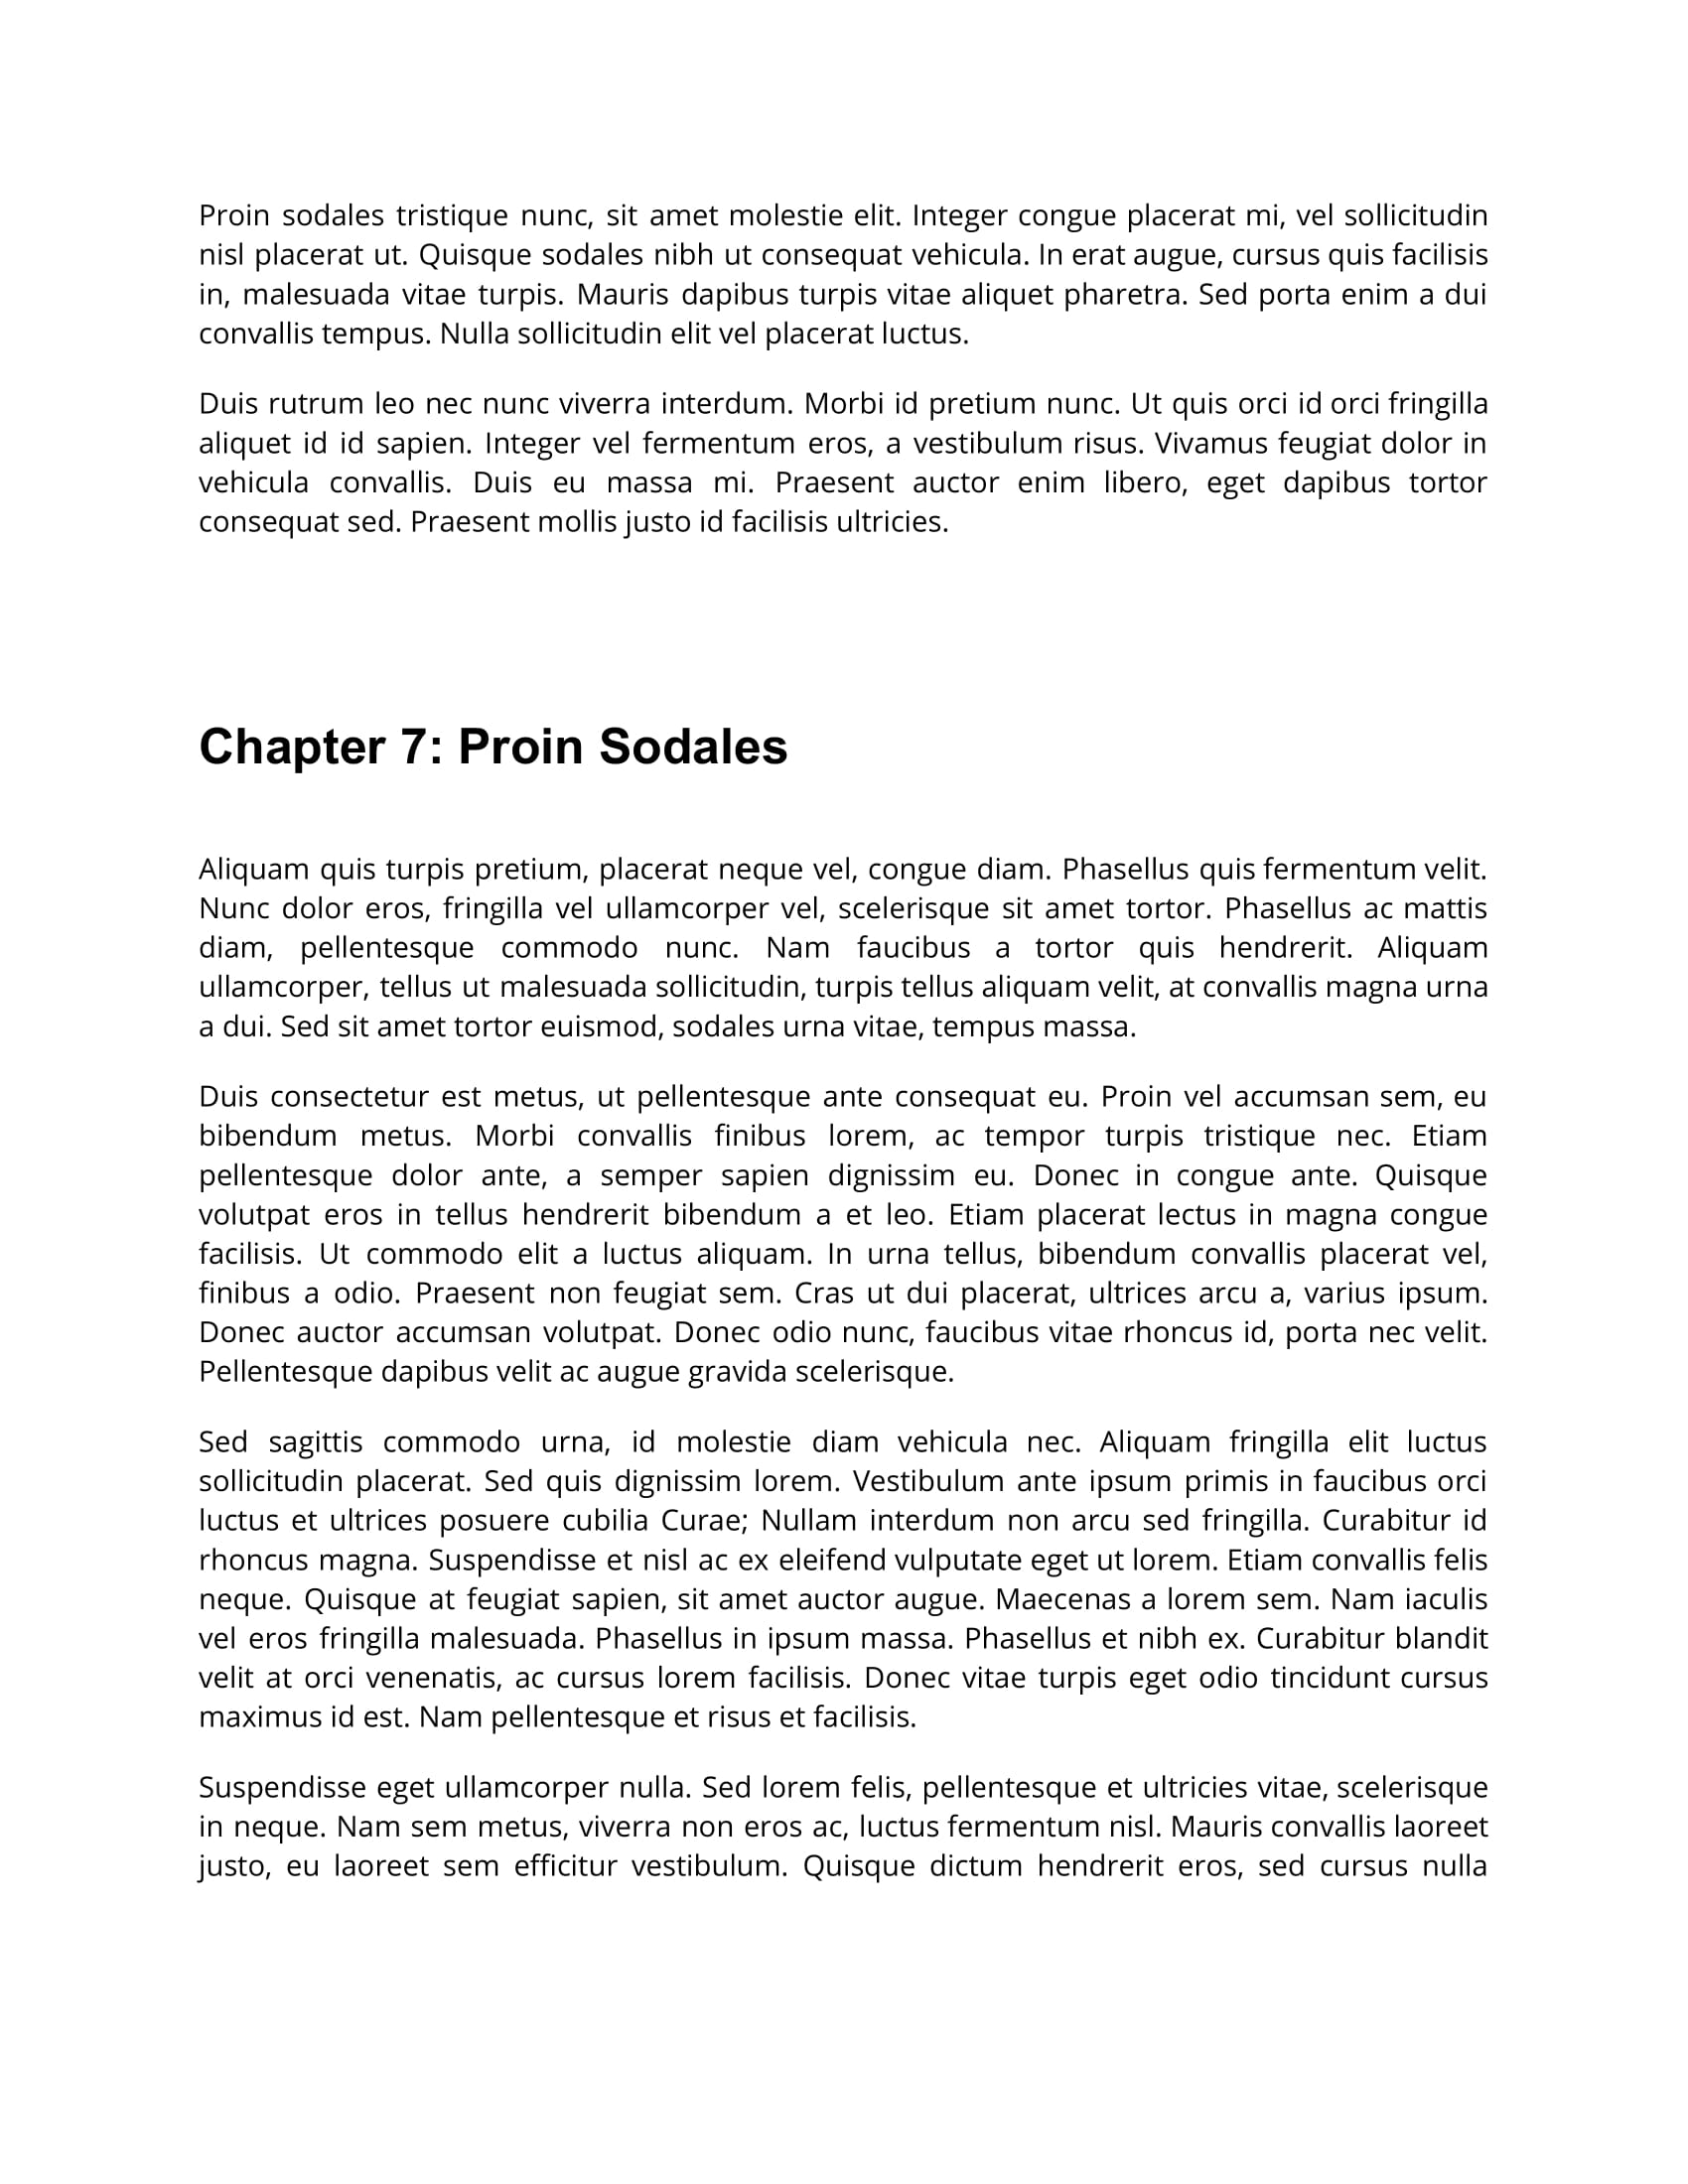 Proin sodales tristique nunc, sit amet molestie elit. Integer congue placerat mi, vel sollicitudin
nisl placerat ut. Quisque sodales nibh ut consequat vehicula. In erat augue, cursus quis facilisis
in, malesuada vitae turpis. Mauris dapibus turpis vitae aliquet pharetra. Sed porta enim a dui
convallis tempus. Nulla sollicitudin elit vel placerat luctus.
Duis rutrum leo nec nunc viverra interdum. Morbi id pretium nunc. Ut quis orci id orci fringilla
aliquet id id sapien. Integer vel fermentum eros, a vestibulum risus. Vivamus feugiat dolor in
vehicula convallis. Duis eu massa mi. Praesent auctor enim libero, eget dapibus tortor
consequat sed. Praesent mollis justo id facilisis ultricies.
Chapter 7: Proin Sodales
Aliquam quis turpis pretium, placerat neque vel, congue diam. Phasellus quis fermentum velit.
Nunc dolor eros, fringilla vel ullamcorper vel, scelerisque sit amet tortor. Phasellus ac mattis
diam, pellentesque commodo nunc. Nam faucibus a tortor quis hendrerit. Aliquam
ullamcorper, tellus ut malesuada sollicitudin, turpis tellus aliquam velit, at convallis magna urna
a dui. Sed sit amet tortor euismod, sodales urna vitae, tempus massa.
Duis consectetur est metus, ut pellentesque ante consequat eu. Proin vel accumsan sem, eu
bibendum metus. Morbi convallis finibus lorem, ac tempor turpis tristique nec. Etiam
pellentesque dolor ante, a semper sapien dignissim eu. Donec in congue ante. Quisque
volutpat eros in tellus hendrerit bibendum a et leo. Etiam placerat lectus in magna congue
facilisis. Ut commodo elit a luctus aliquam. In urna tellus, bibendum convallis placerat vel,
finibus a odio. Praesent non feugiat sem. Cras ut dui placerat, ultrices arcu a, varius ipsum.
Donec auctor accumsan volutpat. Donec odio nunc, faucibus vitae rhoncus id, porta nec velit.
Pellentesque dapibus velit ac augue gravida scelerisque.
Sed sagittis commodo urna, id molestie diam vehicula nec. Aliquam fringilla elit luctus
sollicitudin placerat. Sed quis dignissim lorem. Vestibulum ante ipsum primis in faucibus orci
luctus et ultrices posuere cubilia Curae; Nullam interdum non arcu sed fringilla. Curabitur id
rhoncus magna. Suspendisse et nisl ac ex eleifend vulputate eget ut lorem. Etiam convallis felis
neque. Quisque at feugiat sapien, sit amet auctor augue. Maecenas a lorem sem. Nam iaculis
vel eros fringilla malesuada. Phasellus in ipsum massa. Phasellus et nibh ex. Curabitur blandit
velit at orci venenatis, ac cursus lorem facilisis. Donec vitae turpis eget odio tincidunt cursus
maximus id est. Nam pellentesque et risus et facilisis.
Suspendisse eget ullamcorper nulla. Sed lorem felis, pellentesque et ultricies vitae, scelerisque
in neque. Nam sem metus, viverra non eros ac, luctus fermentum nisl. Mauris convallis laoreet
justo, eu laoreet sem efficitur vestibulum. Quisque dictum hendrerit eros, sed cursus nulla